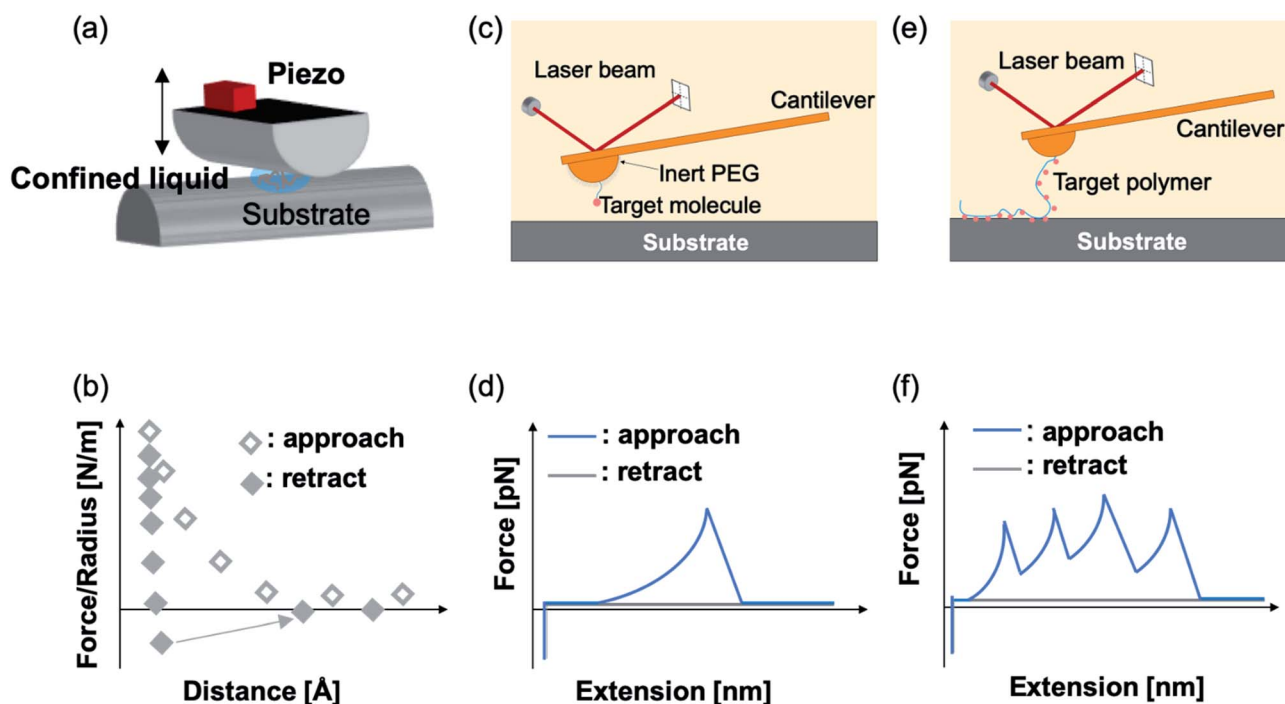 (a)
Piezo
Confined liquid
Substrate
(c)
Laser beam
Cantilever
Inert PEG
Target molecule
Substrate
(e)
Laser beam
Cantilever
Target polymer
Substrate
(b)
Force/Radius [N/m]
: approach
: retract
Distance [Å]
(d)
Force [pN]
: approach
: retract
Extension [nm]
(f)
Force [pN]
: approach
: retract
Extension [nm]